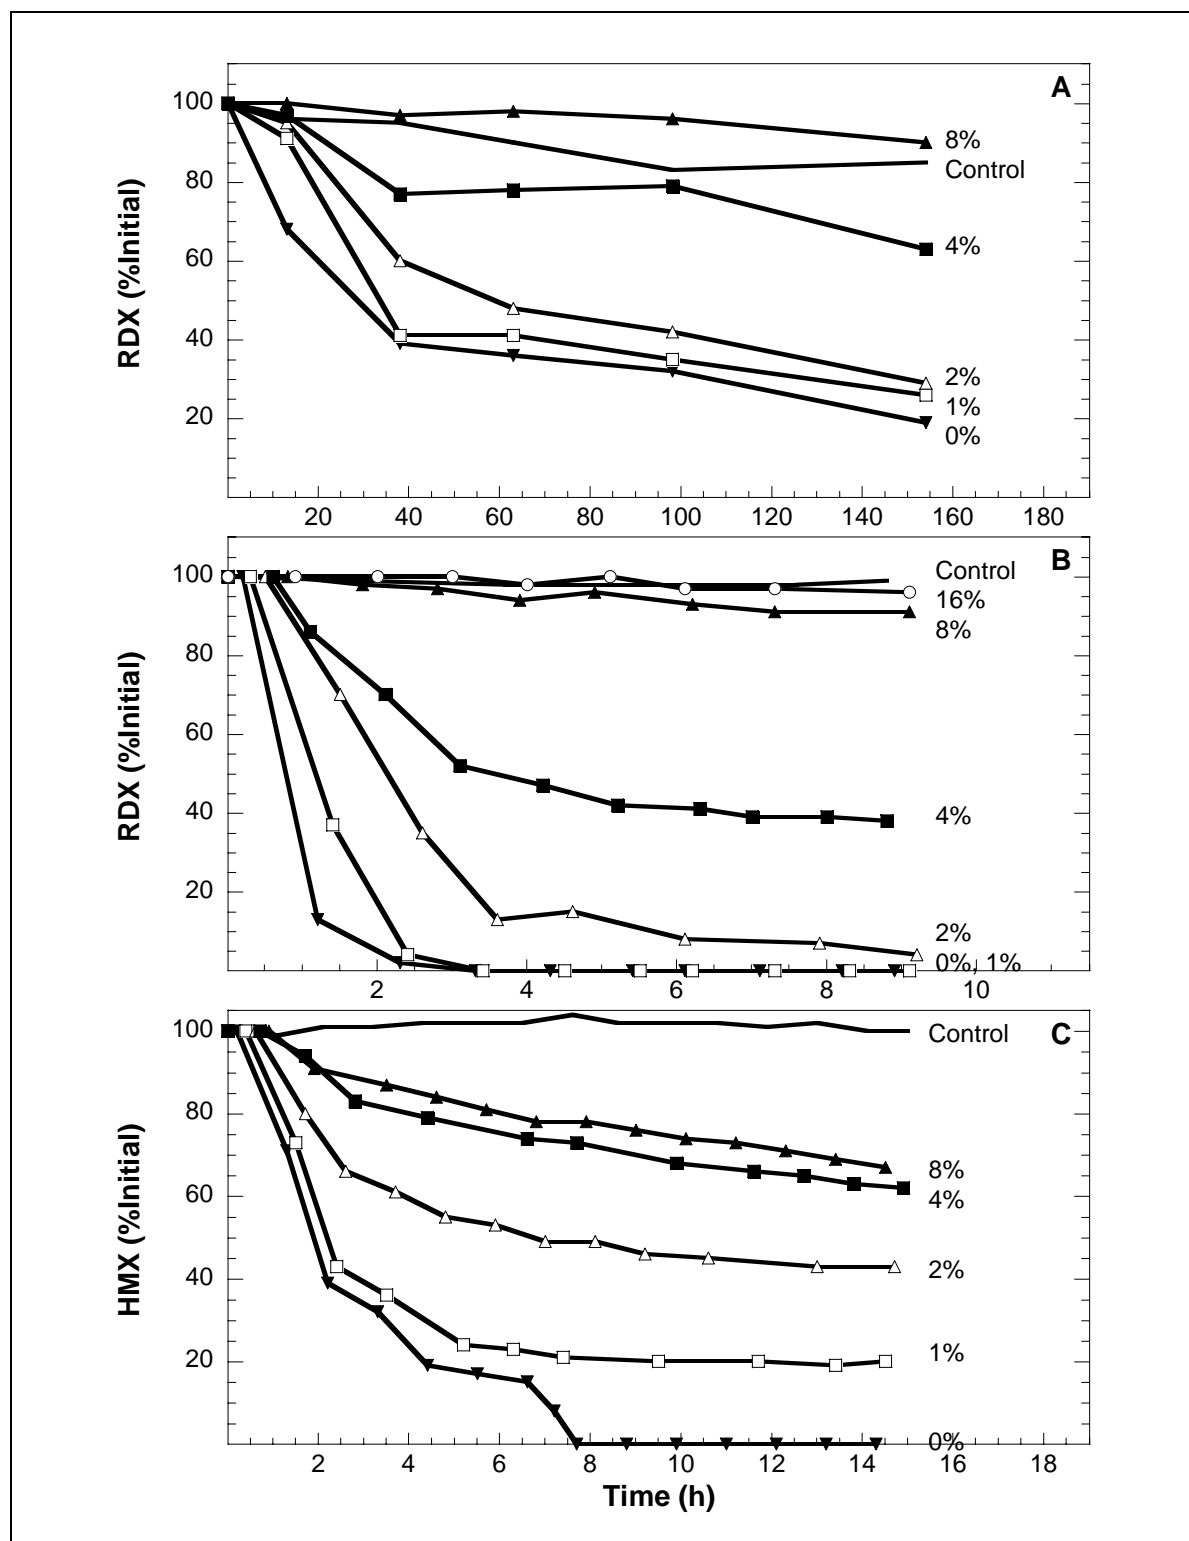 A
RDX (%Initial)
100
80
60
40
20
8%
Control
4%
2%
1%
0%
20 40 60 80 100 120 140 160 180
B
RDX (%Initial)
100
80
60
40
20
Control
16%
8%
4%
2%
0%, 1%
2 4 6 8 10
C
HMX (%Initial)
100
80
60
40
20
Control
8%
4%
2%
1%
0%
2 4 6 8 10 12 14 16 18
Time (h)